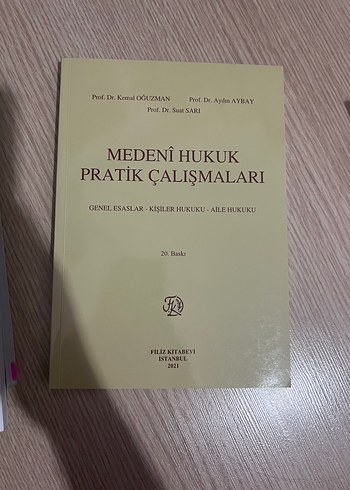 Prof. Dr. Kemal OĞUZMAN Prof. Dr. Aydın AYBAY
Prof. Dr. Suat SARI
MEDENÎ HUKUK
PRATİK ÇALIŞMALARI
GENEL ESASLAR - KİŞİLER HUKUKU - AİLE HUKUKU
20. Baskı
FİLİZ KİTABEVİ
İSTANBUL
2021